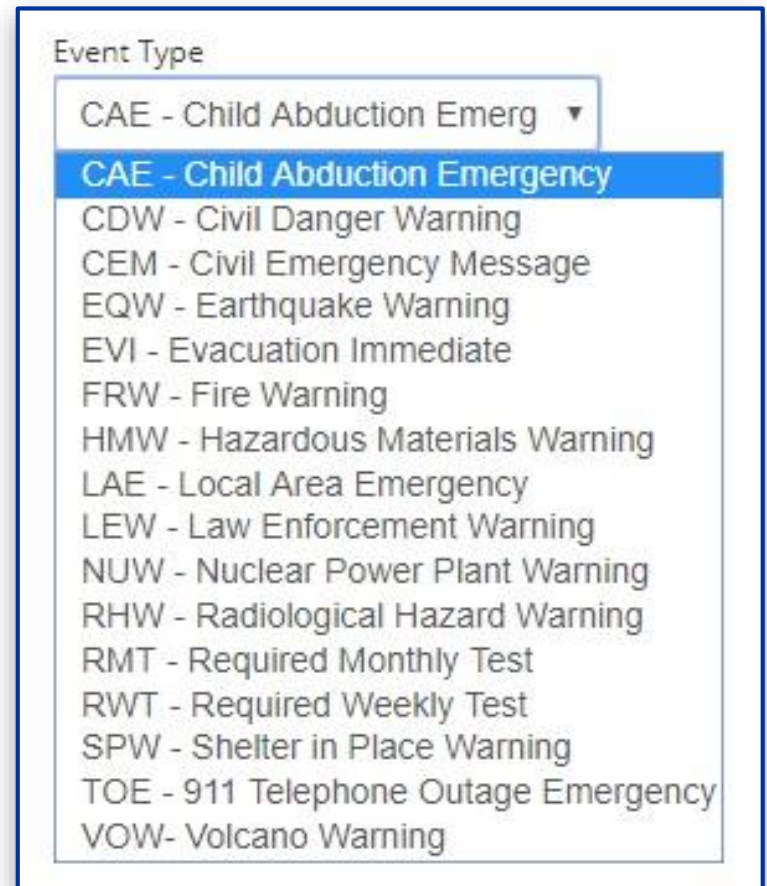 Event Type
CAE - Child Abduction Emerg
CAE - Child Abduction Emergency
CDW - Civil Danger Warning
CEM - Civil Emergency Message
EQW - Earthquake Warning
EVI - Evacuation Immediate
FRW - Fire Warning
HMW - Hazardous Materials Warning
LAE - Local Area Emergency
LEW - Law Enforcement Warning
NUW - Nuclear Power Plant Warning
RHW - Radiological Hazard Warning
RMT - Required Monthly Test
RWT - Required Weekly Test
SPW - Shelter in Place Warning
TOE - 911 Telephone Outage Emergency
VOW- Volcano Warning